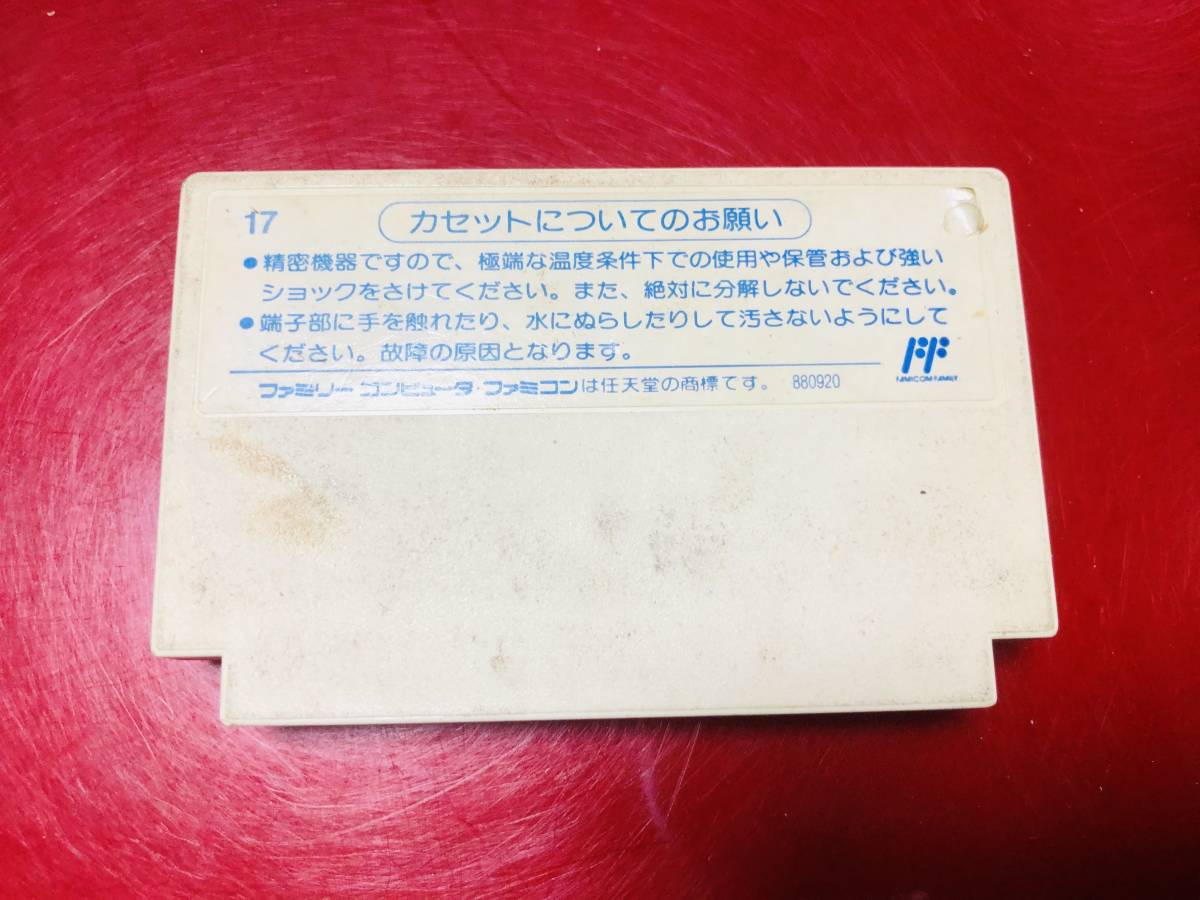 17 カセットについてのお願い
●精密機器ですので、極端な温度条件下での使用や保管および強い
ショックをさけてください。また、絶対に分解しないでください。
●端子部に手を触れたり、水にぬらしたりして汚さないようにして
ください。故障の原因となります。
FAMICOM FAMILY
ファミリーコンピュータ・ファミコンは任天堂の商標です。 880920